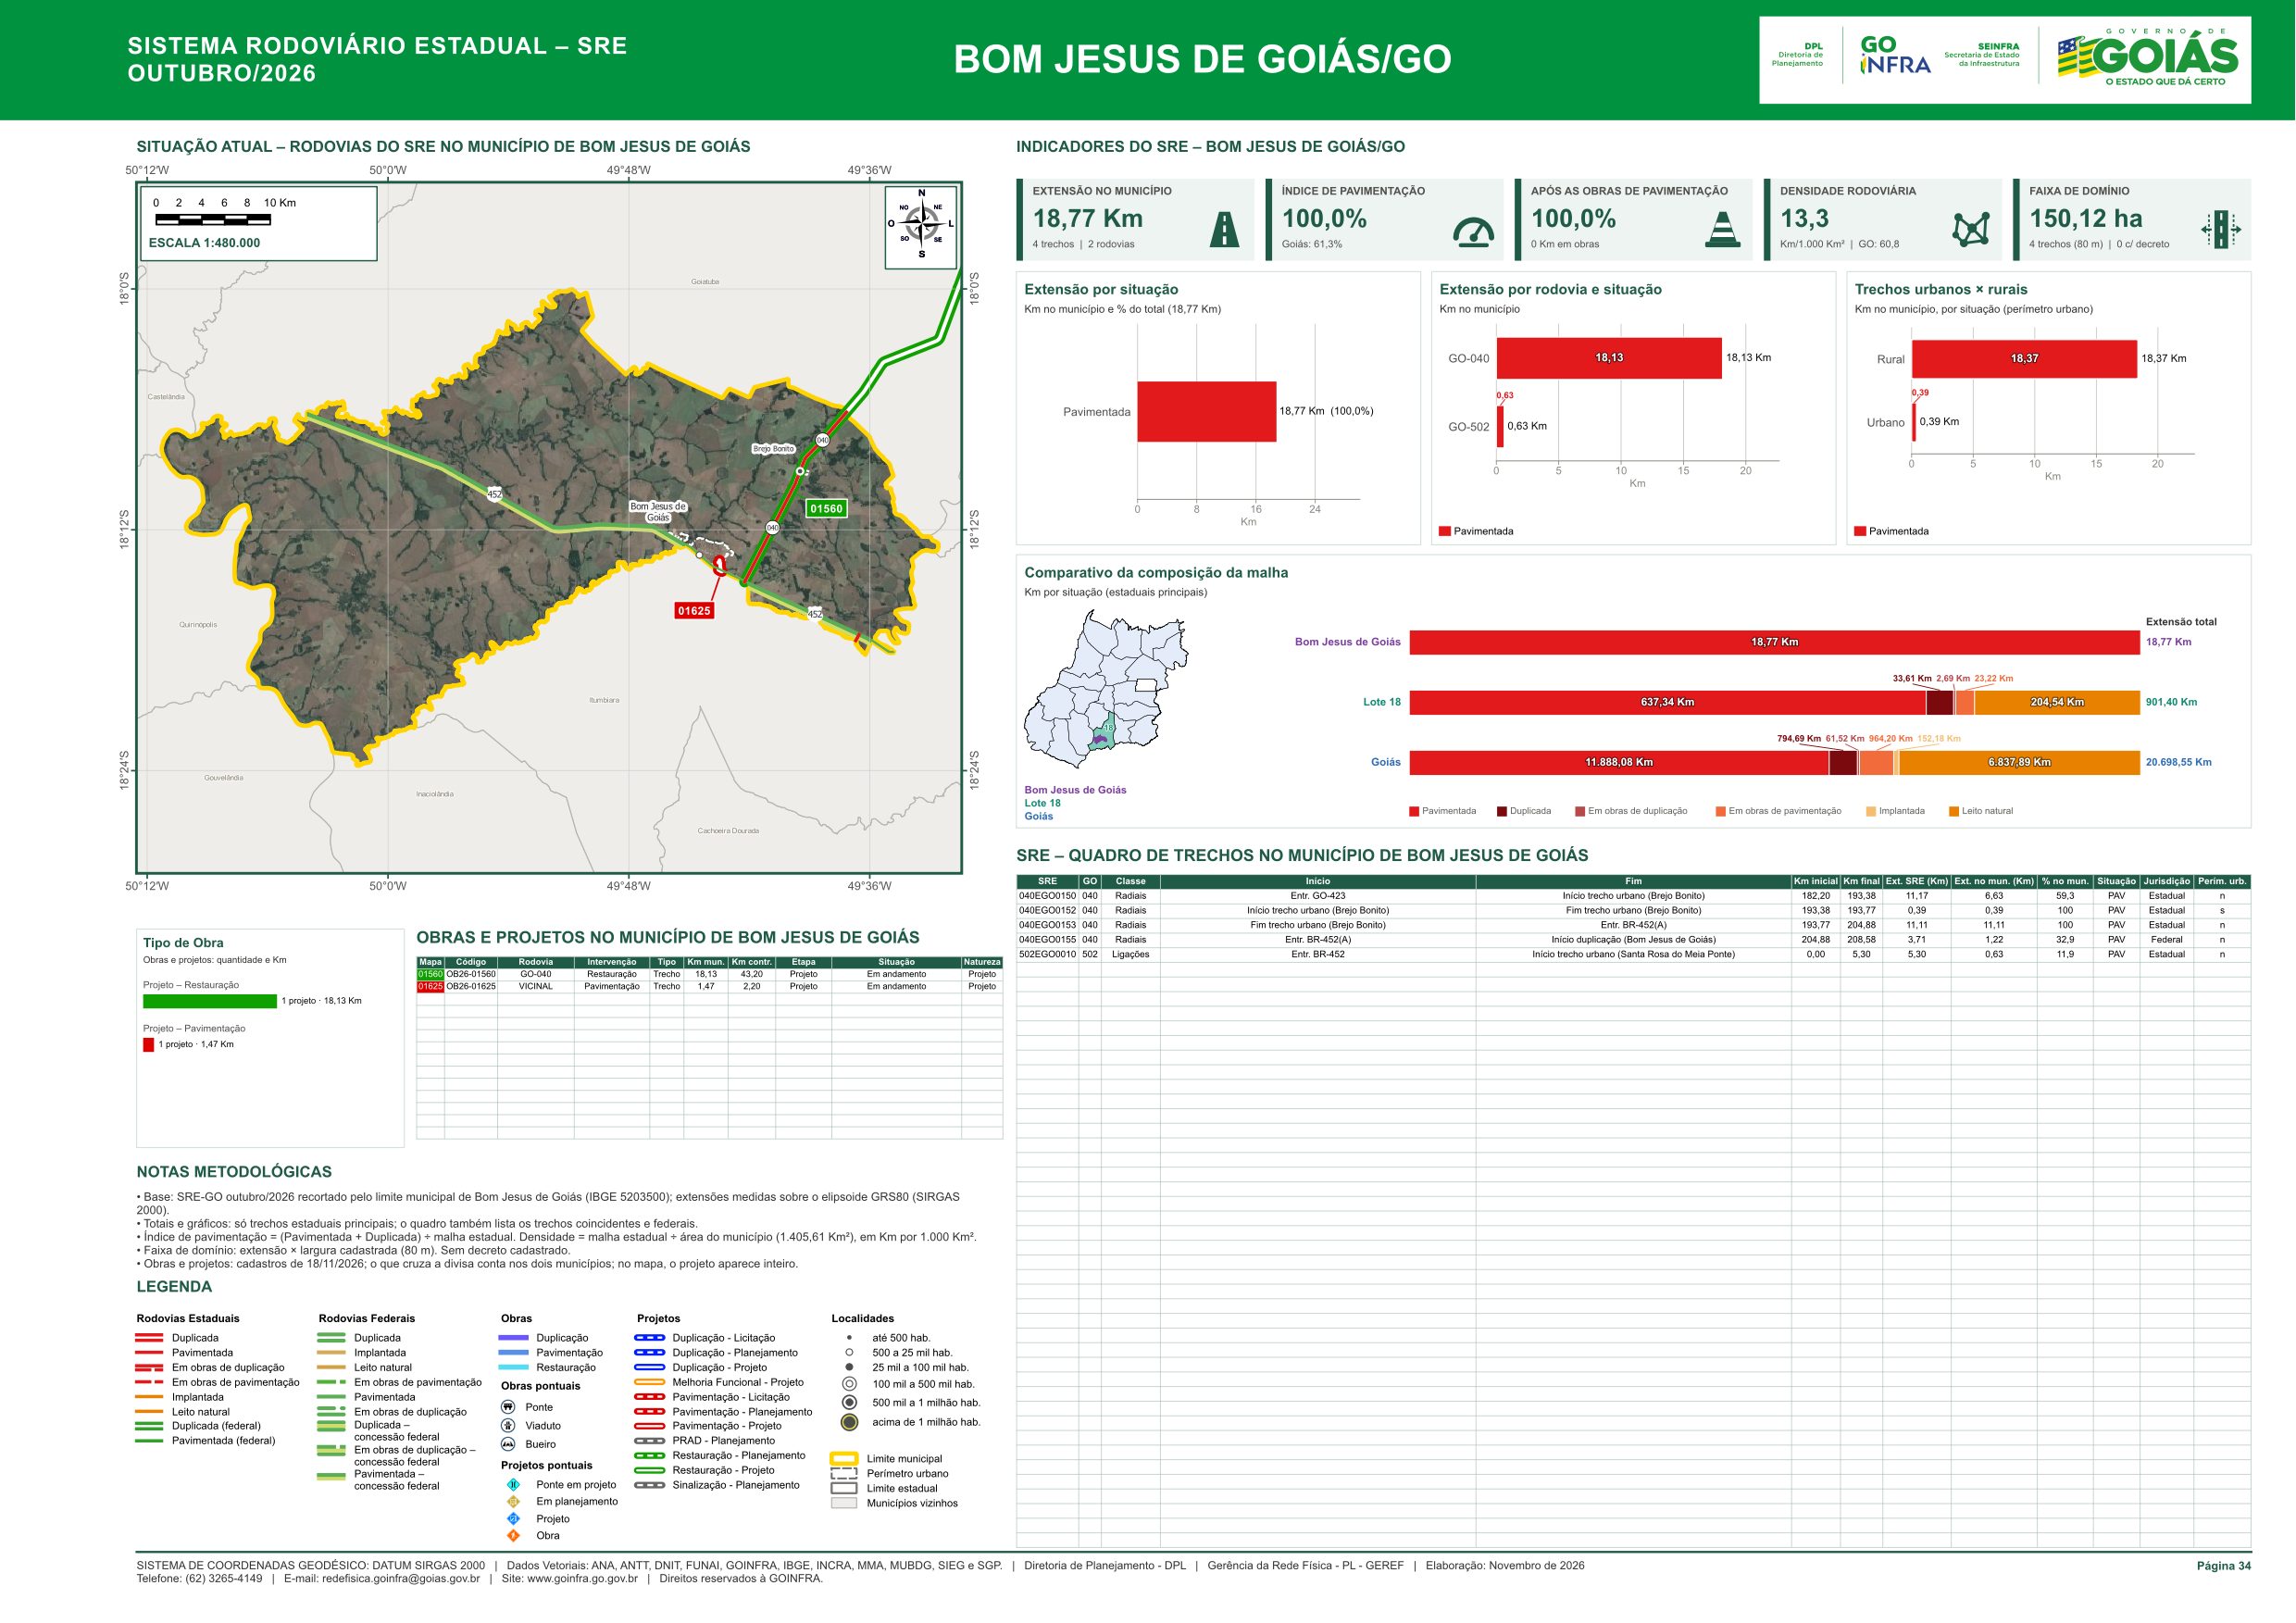 SISTEMA RODOVIÁRIO ESTADUAL – SRE
OUTUBRO/2026
BOM JESUS DE GOIÁS/GO
DPL
Diretoria de
Planejamento
GO
INFRA
SEINFRA
Secretaria de Estado
da Infraestrutura
GOVERNO DE
GOIÁS
O ESTADO QUE DÁ CERTO
SITUAÇÃO ATUAL – RODOVIAS DO SRE NO MUNICÍPIO DE BOM JESUS DE GOIÁS
50°12'W 50°0'W 49°48'W 49°36'W
0 2 4 6 8 10 Km
ESCALA 1:480.000
N
NO NE
O L
SO SE
S
18°0'S 18°0'S
Goiatuba
Castelândia
040
Brejo Bonito
452
Bom Jesus de
Goiás
01560
18°12'S 18°12'S
040
01625
452
Quirinópolis
Itumbiara
18°24'S 18°24'S
Gouvelândia
Inaciolândia
Cachoeira Dourada
50°12'W 50°0'W 49°48'W 49°36'W
INDICADORES DO SRE – BOM JESUS DE GOIÁS/GO
EXTENSÃO NO MUNICÍPIO
18,77 Km
4 trechos | 2 rodovias
ÍNDICE DE PAVIMENTAÇÃO
100,0%
Goiás: 61,3%
APÓS AS OBRAS DE PAVIMENTAÇÃO
100,0%
0 Km em obras
DENSIDADE RODOVIÁRIA
13,3
Km/1.000 Km² | GO: 60,8
FAIXA DE DOMÍNIO
150,12 ha
4 trechos (80 m) | 0 c/ decreto
Extensão por situação
Km no município e % do total (18,77 Km)
Pavimentada 18,77 Km (100,0%)
0 8 16 24
Km
Extensão por rodovia e situação
Km no município
GO-040 18,13 18,13 Km
0,63
GO-502 0,63 Km
0 5 10 15 20
Km
Pavimentada
Trechos urbanos × rurais
Km no município, por situação (perímetro urbano)
Rural 18,37 18,37 Km
0,39
Urbano 0,39 Km
0 5 10 15 20
Km
Pavimentada
Comparativo da composição da malha
Km por situação (estaduais principais)
18
Bom Jesus de Goiás
Lote 18
Goiás
Extensão total
Bom Jesus de Goiás 18,77 Km 18,77 Km
33,61 Km 2,69 Km 23,22 Km
Lote 18 637,34 Km 204,54 Km 901,40 Km
794,69 Km 61,52 Km 964,20 Km 152,18 Km
Goiás 11.888,08 Km 6.837,89 Km 20.698,55 Km
Pavimentada Duplicada Em obras de duplicação Em obras de pavimentação Implantada Leito natural
SRE – QUADRO DE TRECHOS NO MUNICÍPIO DE BOM JESUS DE GOIÁS
SRE GO Classe Início Fim Km inicial Km final Ext. SRE (Km) Ext. no mun. (Km) % no mun. Situação Jurisdição Perím. urb.
040EGO0150 040 Radiais Entr. GO-423 Início trecho urbano (Brejo Bonito) 182,20 193,38 11,17 6,63 59,3 PAV Estadual n
040EGO0152 040 Radiais Início trecho urbano (Brejo Bonito) Fim trecho urbano (Brejo Bonito) 193,38 193,77 0,39 0,39 100 PAV Estadual s
040EGO0153 040 Radiais Fim trecho urbano (Brejo Bonito) Entr. BR-452(A) 193,77 204,88 11,11 11,11 100 PAV Estadual n
040EGO0155 040 Radiais Entr. BR-452(A) Início duplicação (Bom Jesus de Goiás) 204,88 208,58 3,71 1,22 32,9 PAV Federal n
502EGO0010 502 Ligações Entr. BR-452 Início trecho urbano (Santa Rosa do Meia Ponte) 0,00 5,30 5,30 0,63 11,9 PAV Estadual n
Tipo de Obra
Obras e projetos: quantidade e Km
Projeto – Restauração
1 projeto · 18,13 Km
Projeto – Pavimentação
1 projeto · 1,47 Km
OBRAS E PROJETOS NO MUNICÍPIO DE BOM JESUS DE GOIÁS
Mapa Código Rodovia Intervenção Tipo Km mun. Km contr. Etapa Situação Natureza
01560 OB26-01560 GO-040 Restauração Trecho 18,13 43,20 Projeto Em andamento Projeto
01625 OB26-01625 VICINAL Pavimentação Trecho 1,47 2,20 Projeto Em andamento Projeto
NOTAS METODOLÓGICAS
• Base: SRE-GO outubro/2026 recortado pelo limite municipal de Bom Jesus de Goiás (IBGE 5203500); extensões medidas sobre o elipsoide GRS80 (SIRGAS
2000).
• Totais e gráficos: só trechos estaduais principais; o quadro também lista os trechos coincidentes e federais.
• Índice de pavimentação = (Pavimentada + Duplicada) ÷ malha estadual. Densidade = malha estadual ÷ área do município (1.405,61 Km²), em Km por 1.000 Km².
• Faixa de domínio: extensão × largura cadastrada (80 m). Sem decreto cadastrado.
• Obras e projetos: cadastros de 18/11/2026; o que cruza a divisa conta nos dois municípios; no mapa, o projeto aparece inteiro.
LEGENDA
Rodovias Estaduais
Duplicada
Pavimentada
Em obras de duplicação
Em obras de pavimentação
Implantada
Leito natural
Duplicada (federal)
Pavimentada (federal)
Rodovias Federais
Duplicada
Implantada
Leito natural
Em obras de pavimentação
Pavimentada
Em obras de duplicação
Duplicada –
concessão federal
Em obras de duplicação –
concessão federal
Pavimentada –
concessão federal
Obras
Duplicação
Pavimentação
Restauração
Obras pontuais
Ponte
Viaduto
Bueiro
Projetos pontuais
Ponte em projeto
Em planejamento
Projeto
Obra
Projetos
Duplicação - Licitação
Duplicação - Planejamento
Duplicação - Projeto
Melhoria Funcional - Projeto
Pavimentação - Licitação
Pavimentação - Planejamento
Pavimentação - Projeto
PRAD - Planejamento
Restauração - Planejamento
Restauração - Projeto
Sinalização - Planejamento
Localidades
até 500 hab.
500 a 25 mil hab.
25 mil a 100 mil hab.
100 mil a 500 mil hab.
500 mil a 1 milhão hab.
acima de 1 milhão hab.
Limite municipal
Perímetro urbano
Limite estadual
Municípios vizinhos
SISTEMA DE COORDENADAS GEODÉSICO: DATUM SIRGAS 2000 | Dados Vetoriais: ANA, ANTT, DNIT, FUNAI, GOINFRA, IBGE, INCRA, MMA, MUBDG, SIEG e SGP. | Diretoria de Planejamento - DPL | Gerência da Rede Física - PL - GEREF | Elaboração: Novembro de 2026
Página 34
Telefone: (62) 3265-4149 | E-mail: redefisica.goinfra@goias.gov.br | Site: www.goinfra.go.gov.br | Direitos reservados à GOINFRA.